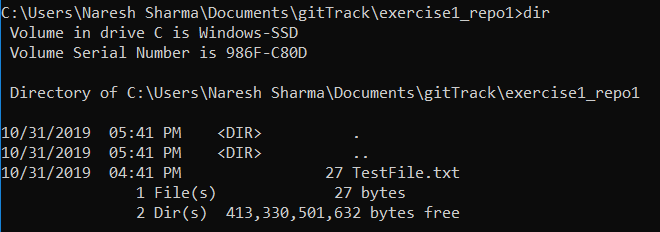 C:\Users\Naresh Sharma\Documents\gitTrack\exercise1_repo1>dir
Volume in drive C is Windows-SSD
Volume Serial Number is 986F-C80D
Directory of C:\Users\Naresh Sharma\Documents\gitTrack\exercise1_repo1
10/31/2019 05:41 PM <DIR> .
10/31/2019 05:41 PM <DIR> ..
10/31/2019 04:41 PM 27 TestFile.txt
1 File(s) 27 bytes
2 Dir(s) 413,330,501,632 bytes free